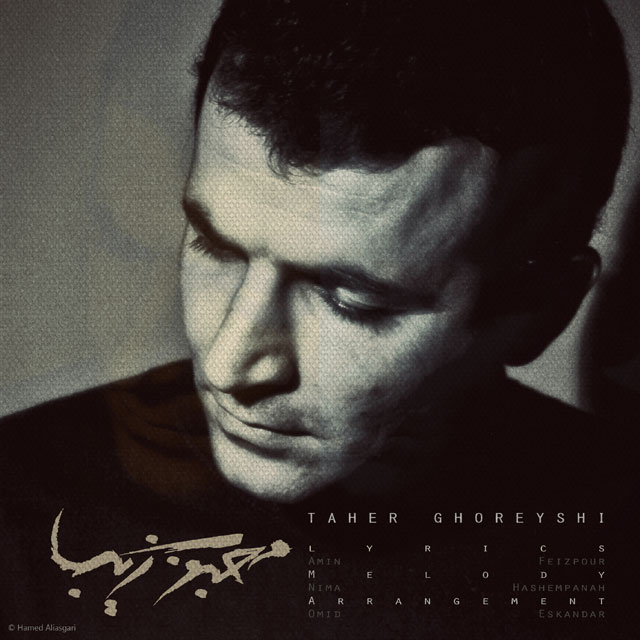 TAHER GHOREYSHI
LYRICS
AMIN FEIZPOUR
MELODY
NIMA HASHEMPANAH
ARRANGEMENT
OMID ESKANDAR
© Hamed Aliasgari